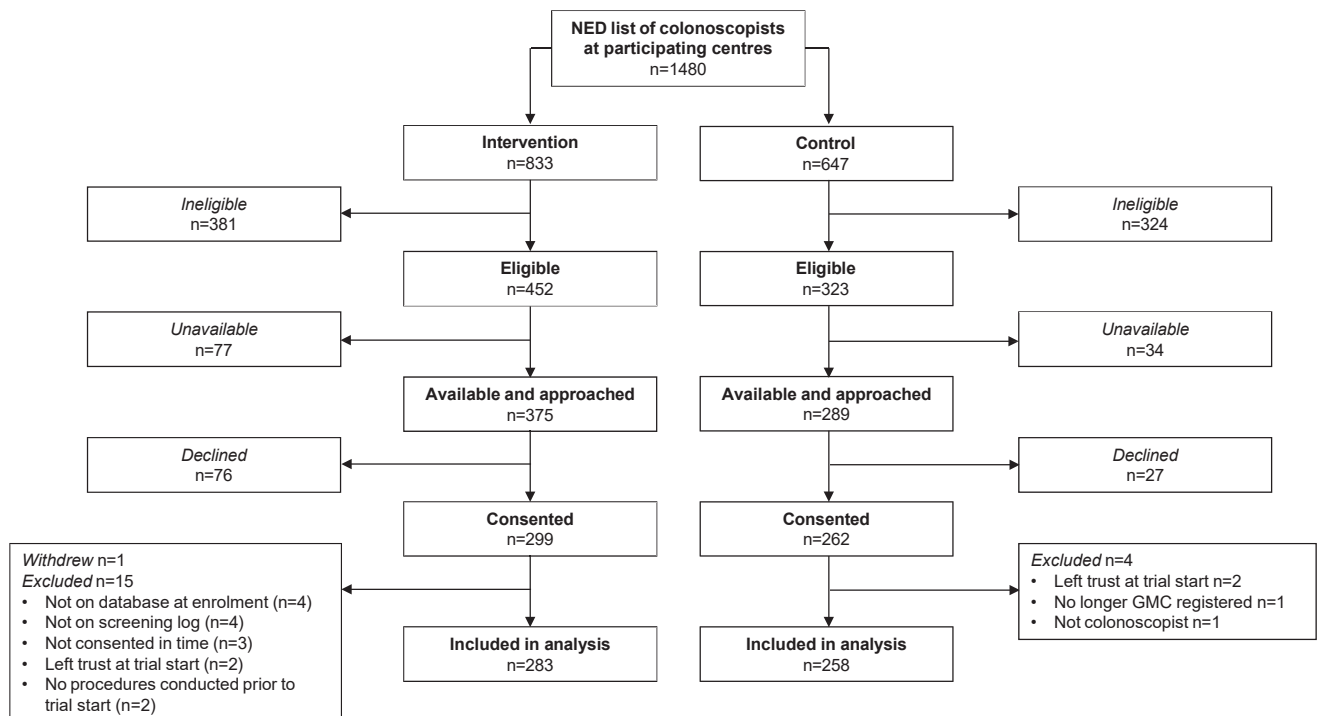 NED list of colonoscopists
at participating centres
n=1480
Intervention
n=833
Control
n=647
Ineligible
n=381
Ineligible
n=324
Eligible
n=452
Eligible
n=323
Unavailable
n=77
Unavailable
n=34
Available and approached
n=375
Available and approached
n=289
Declined
n=76
Declined
n=27
Consented
n=299
Consented
n=262
Withdrew n=1
Excluded n=15
• Not on database at enrolment (n=4)
• Not on screening log (n=4)
• Not consented in time (n=3)
• Left trust at trial start (n=2)
• No procedures conducted prior to
trial start (n=2)
Excluded n=4
• Left trust at trial start n=2
• No longer GMC registered n=1
• Not colonoscopist n=1
Included in analysis
n=283
Included in analysis
n=258